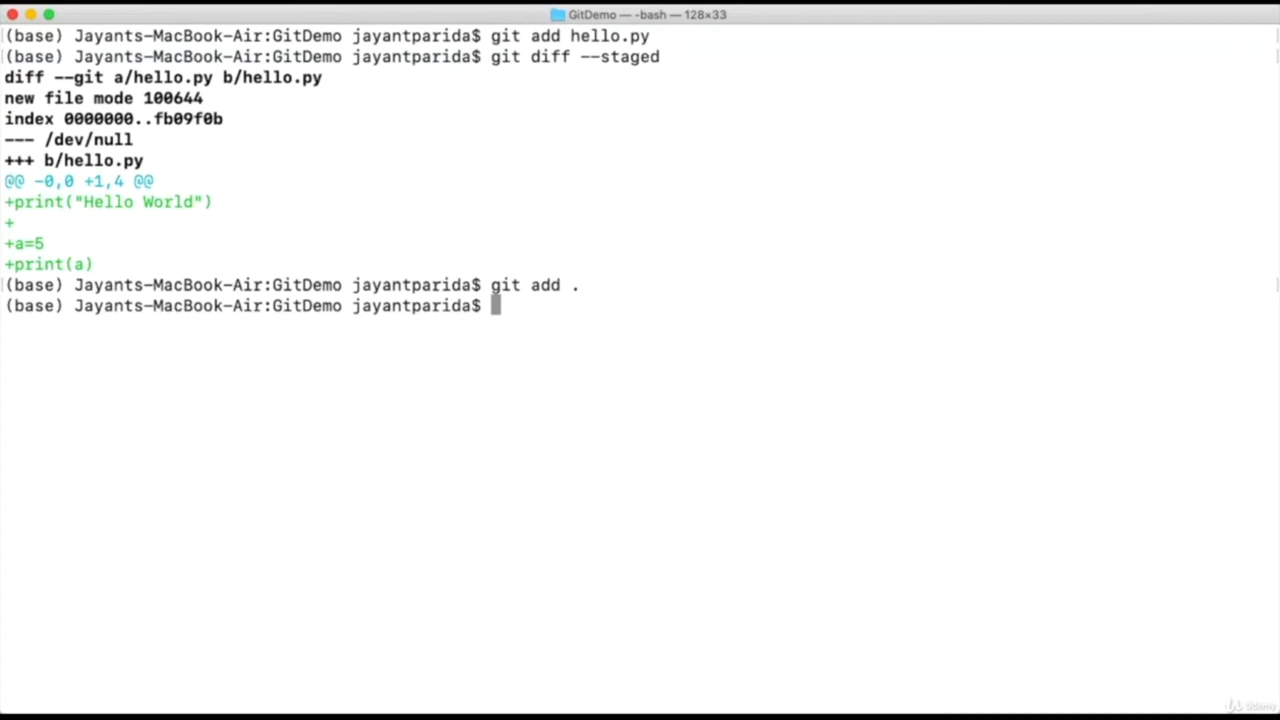 GitDemo — -bash — 128×33
(base) Jayants-MacBook-Air:GitDemo jayantparida$ git add hello.py
(base) Jayants-MacBook-Air:GitDemo jayantparida$ git diff --staged
diff --git a/hello.py b/hello.py
new file mode 100644
index 0000000..fb09f0b
--- /dev/null
+++ b/hello.py
@@ -0,0 +1,4 @@
+print("Hello World")
+
+a=5
+print(a)
(base) Jayants-MacBook-Air:GitDemo jayantparida$ git add .
(base) Jayants-MacBook-Air:GitDemo jayantparida$
Udemy